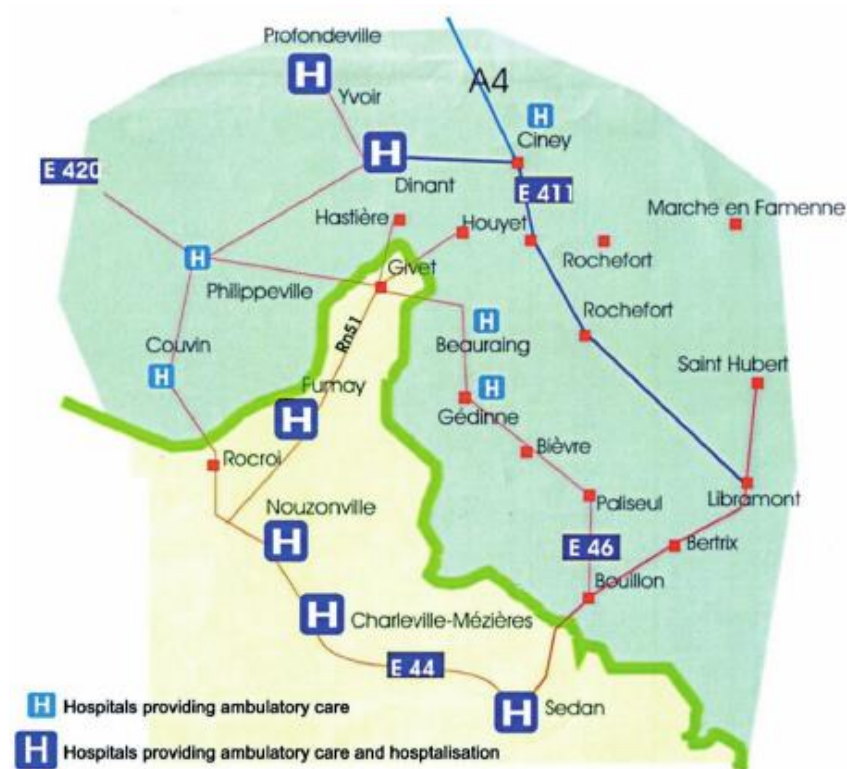 Profondeville
H
Yvoir
A4
H
Ciney
E 420
H
Dinant
E 411
Hastière
Houyet
Marche en Famenne
Rochefort
H
Philippeville
Givet
Rn51
Rochefort
Couvin
H
H
Beauraing
Saint Hubert
Fumay
H
H
Gédinne
Rocroi
Bièvre
Nouzonville
H
Paliseul
Libramont
E 46
Bertrix
Bouillon
H
Charleville-Mézières
E 44
H
Sedan
H Hospitals providing ambulatory care
H Hospitals providing ambulatory care and hosptalisation